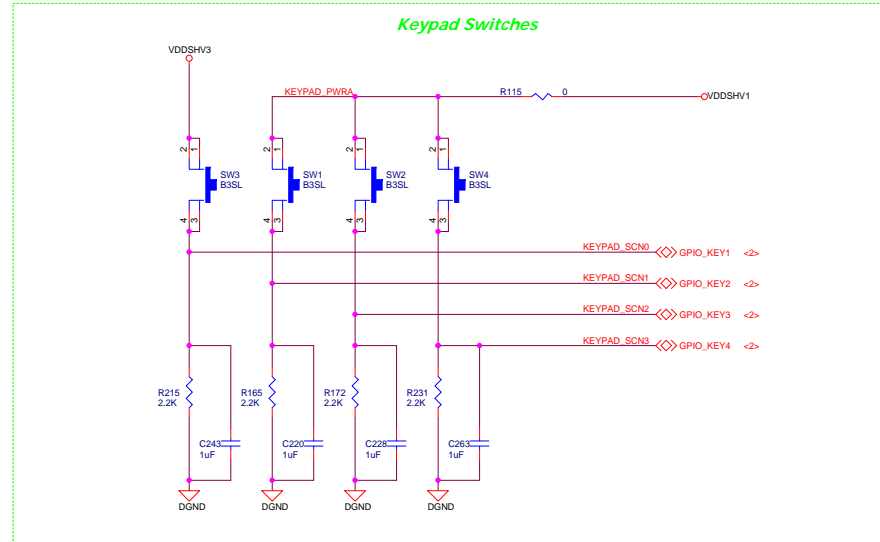 Keypad Switches
VDDSHV3
KEYPAD_PWRA
R115 0
VDDSHV1
2 1
2 1
2 1
2 1
SW3
B3SL
SW1
B3SL
SW2
B3SL
SW4
B3SL
4 3
4 3
4 3
4 3
KEYPAD_SCN0
GPIO_KEY1 <2>
KEYPAD_SCN1
GPIO_KEY2 <2>
KEYPAD_SCN2
GPIO_KEY3 <2>
KEYPAD_SCN3
GPIO_KEY4 <2>
R215
2.2K
R165
2.2K
R172
2.2K
R231
2.2K
C243
1uF
C220
1uF
C228
1uF
C263
1uF
DGND
DGND
DGND
DGND